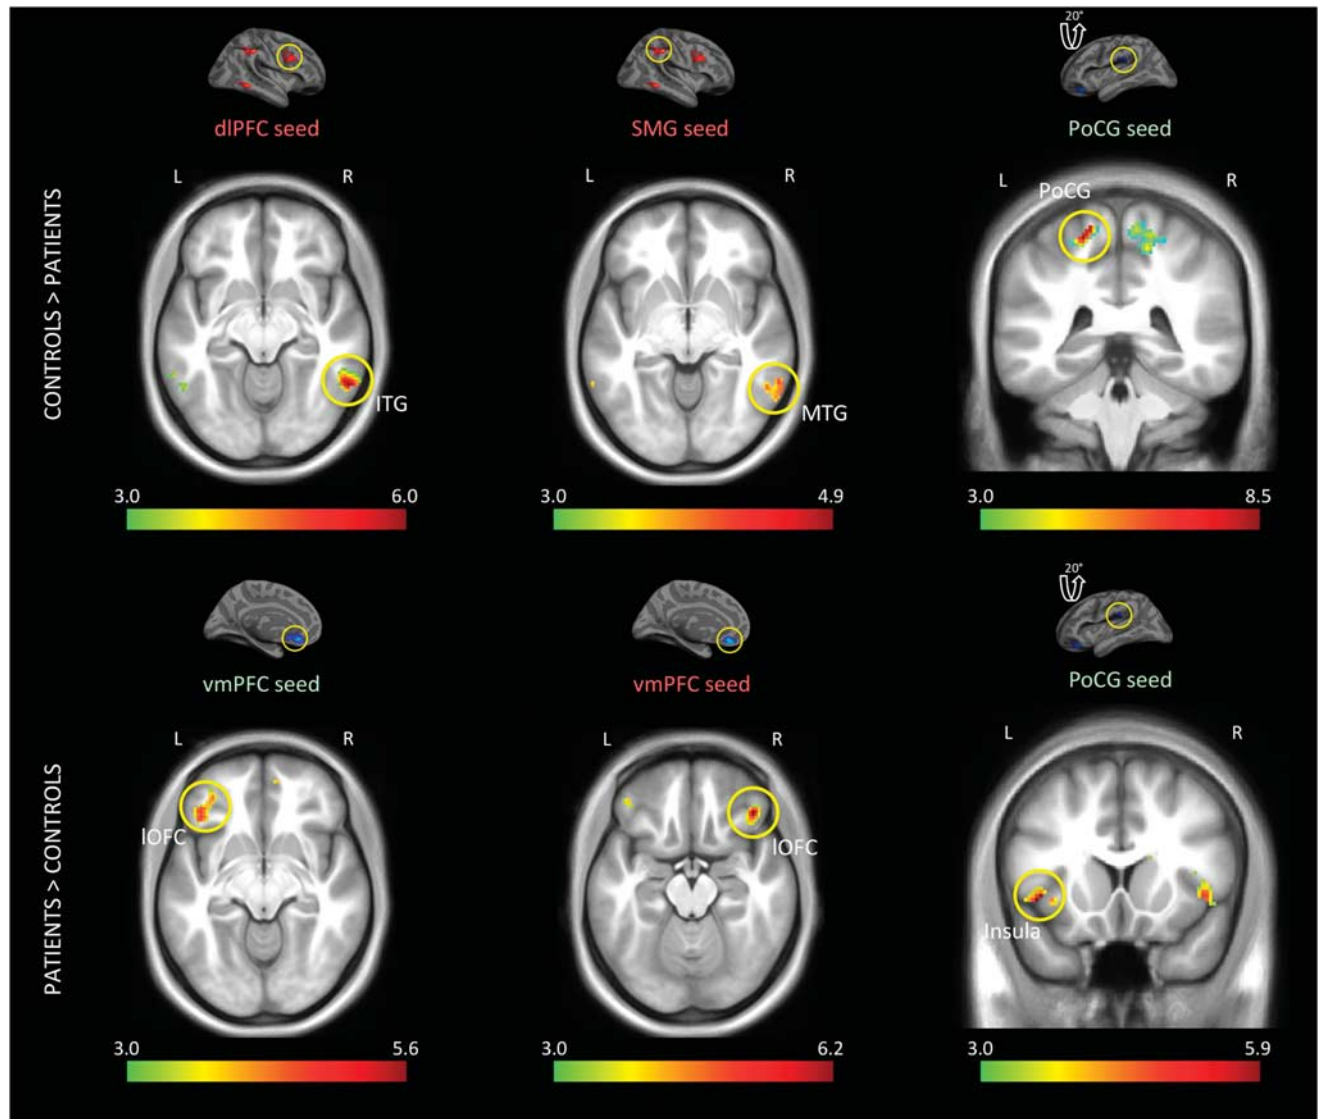 20°
dlPFC seed
SMG seed
PoCG seed
CONTROLS > PATIENTS
L R
L R
L R
PoCG
ITG
MTG
3.0 6.0
3.0 4.9
3.0 8.5
20°
vmPFC seed
vmPFC seed
PoCG seed
PATIENTS > CONTROLS
L R
L R
L R
lOFC
lOFC
Insula
3.0 5.6
3.0 6.2
3.0 5.9